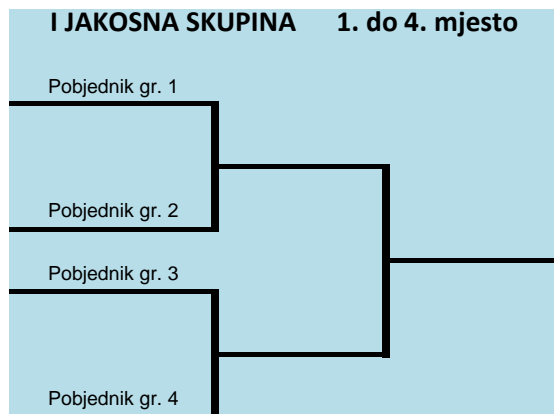 I JAKOSNA SKUPINA 1. do 4. mjesto
Pobjednik gr. 1
Pobjednik gr. 2
Pobjednik gr. 3
Pobjednik gr. 4